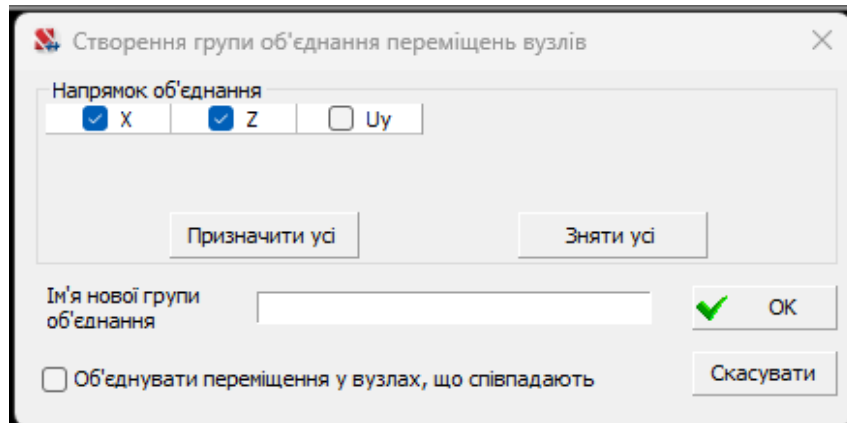 Створення групи об'єднання переміщень вузлів
Напрямок об'єднання
X Z Uy
Призначити усі Зняти усі
Ім'я нової групи
об'єднання
OK
Об'єднувати переміщення у вузлах, що співпадають
Скасувати